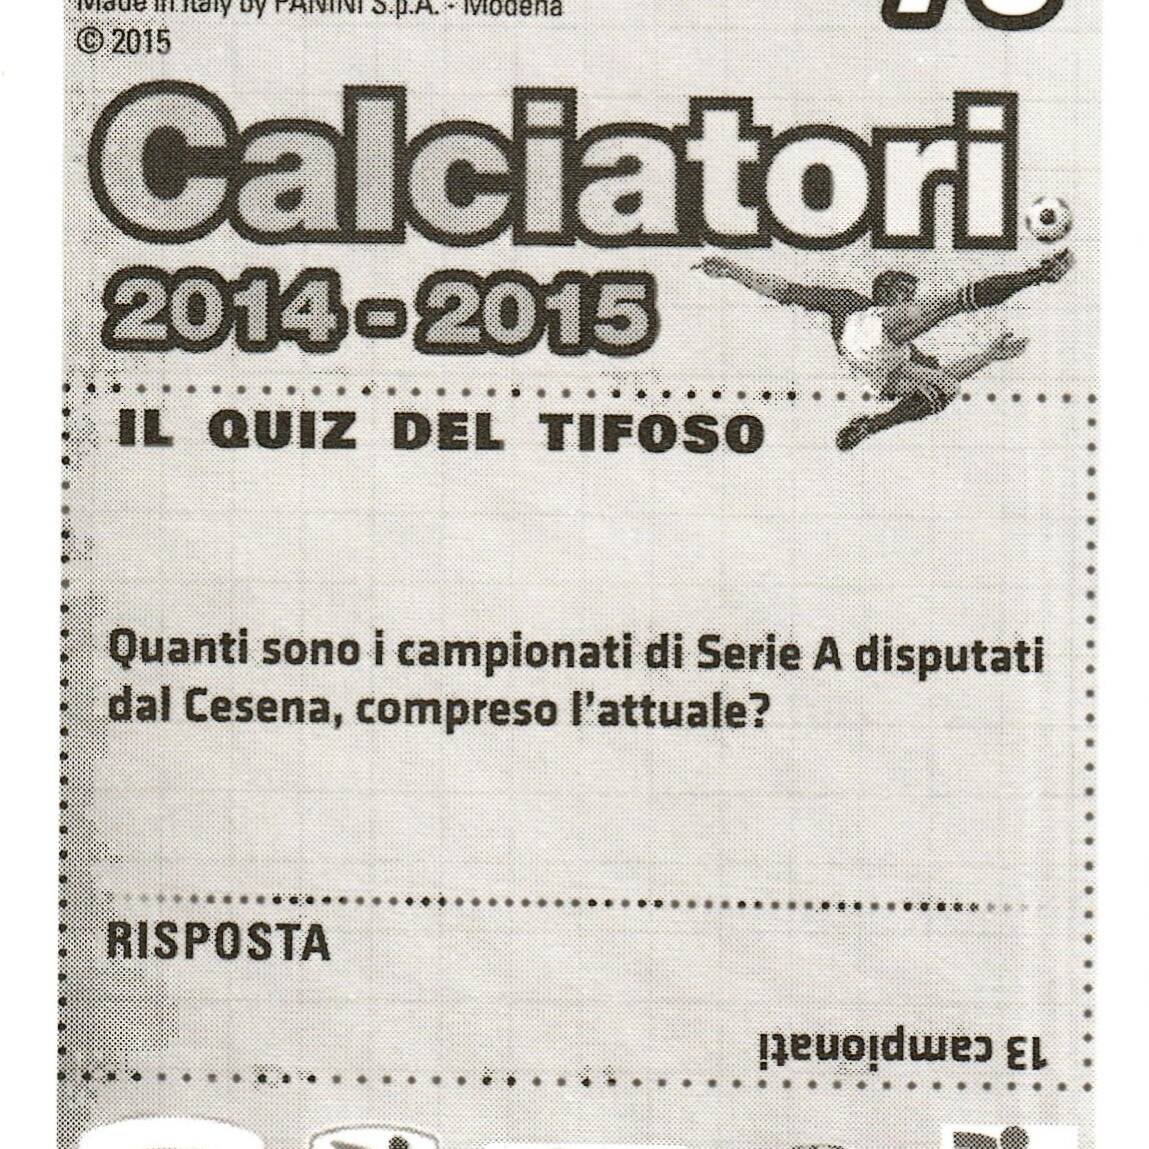 Made in Italy by PANINI S.p.A. - Modena
© 2015
Calciatori
2014-2015
IL QUIZ DEL TIFOSO
Quanti sono i campionati di Serie A disputati
dal Cesena, compreso l'attuale?
RISPOSTA
13 campionati